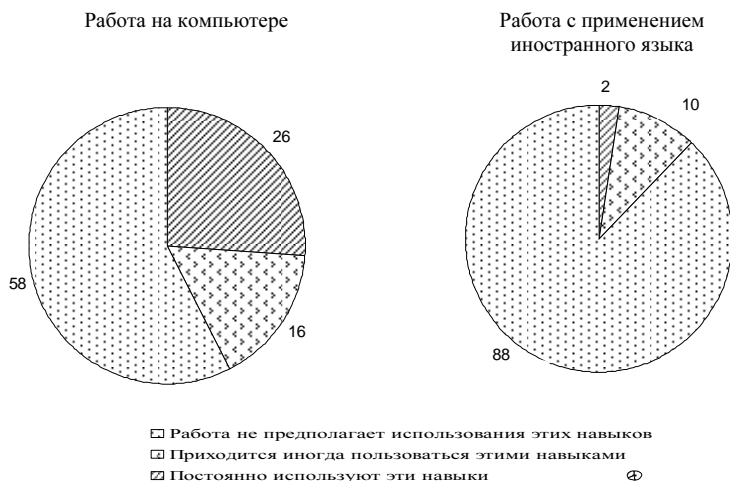 Работа на компьютере
Работа с применением
иностранного языка
26
16
58
2
10
88
Работа не предполагает использования этих навыков
Приходится иногда пользоваться этими навыками
Постоянно используют эти навыки